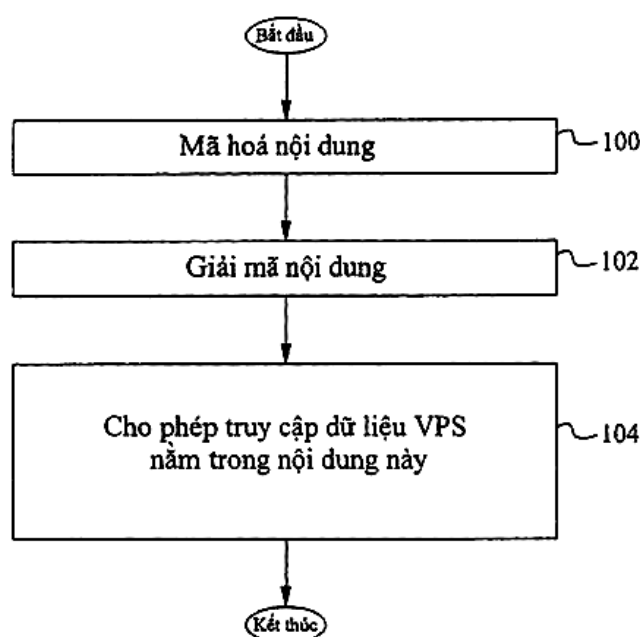 Bắt đầu
Mã hoá nội dung
100
Giải mã nội dung
102
Cho phép truy cập dữ liệu VPS
nằm trong nội dung này
104
Kết thúc